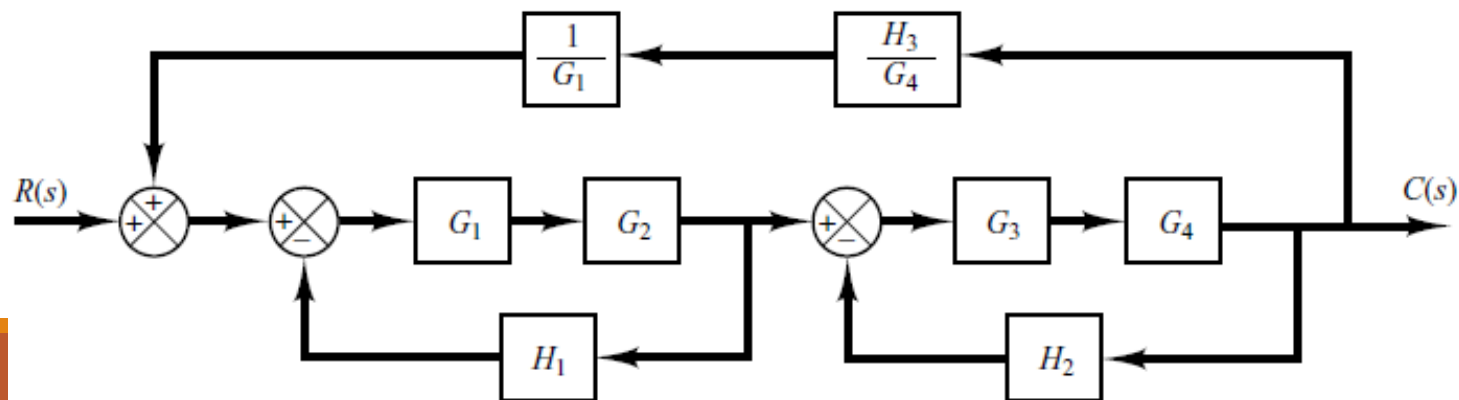 1
G₁
H₃
G₄
R(s)
C(s)
+
+
+
−
G₁
G₂
+
−
G₃
G₄
H₁
H₂